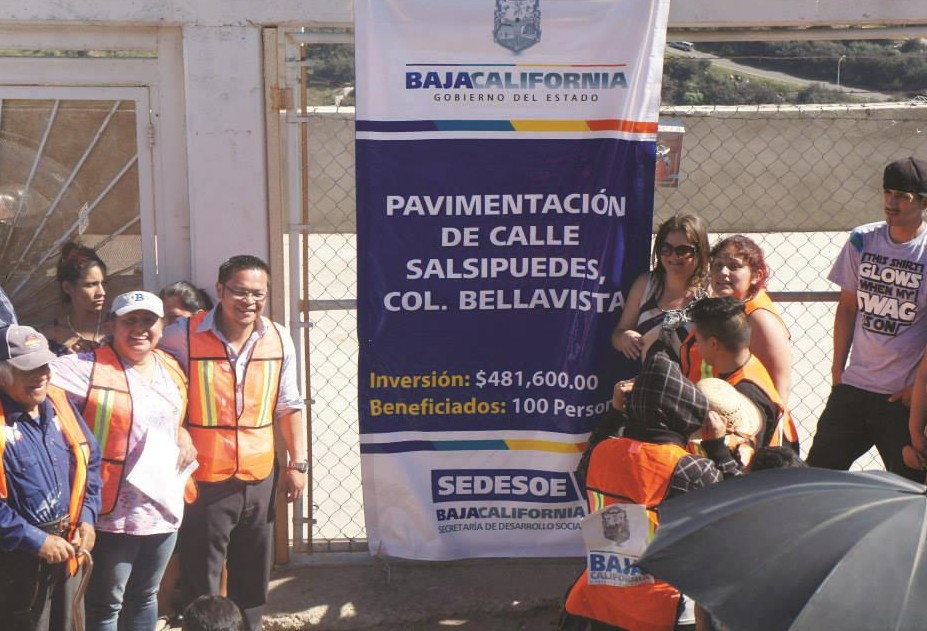 BAJACALIFORNIA
GOBIERNO DEL ESTADO
PAVIMENTACIÓN
DE CALLE
SALSIPUEDES,
COL. BELLAVISTA
Inversión: $481,600.00
Beneficiados: 100 Person
SEDESOE
BAJACALIFORNIA
SECRETARÍA DE DESARROLLO SOCIA
BAJA
CALIFORNIA
THIS SHIRT
GLOWS
WHEN MY
SWAG
IS ON
B